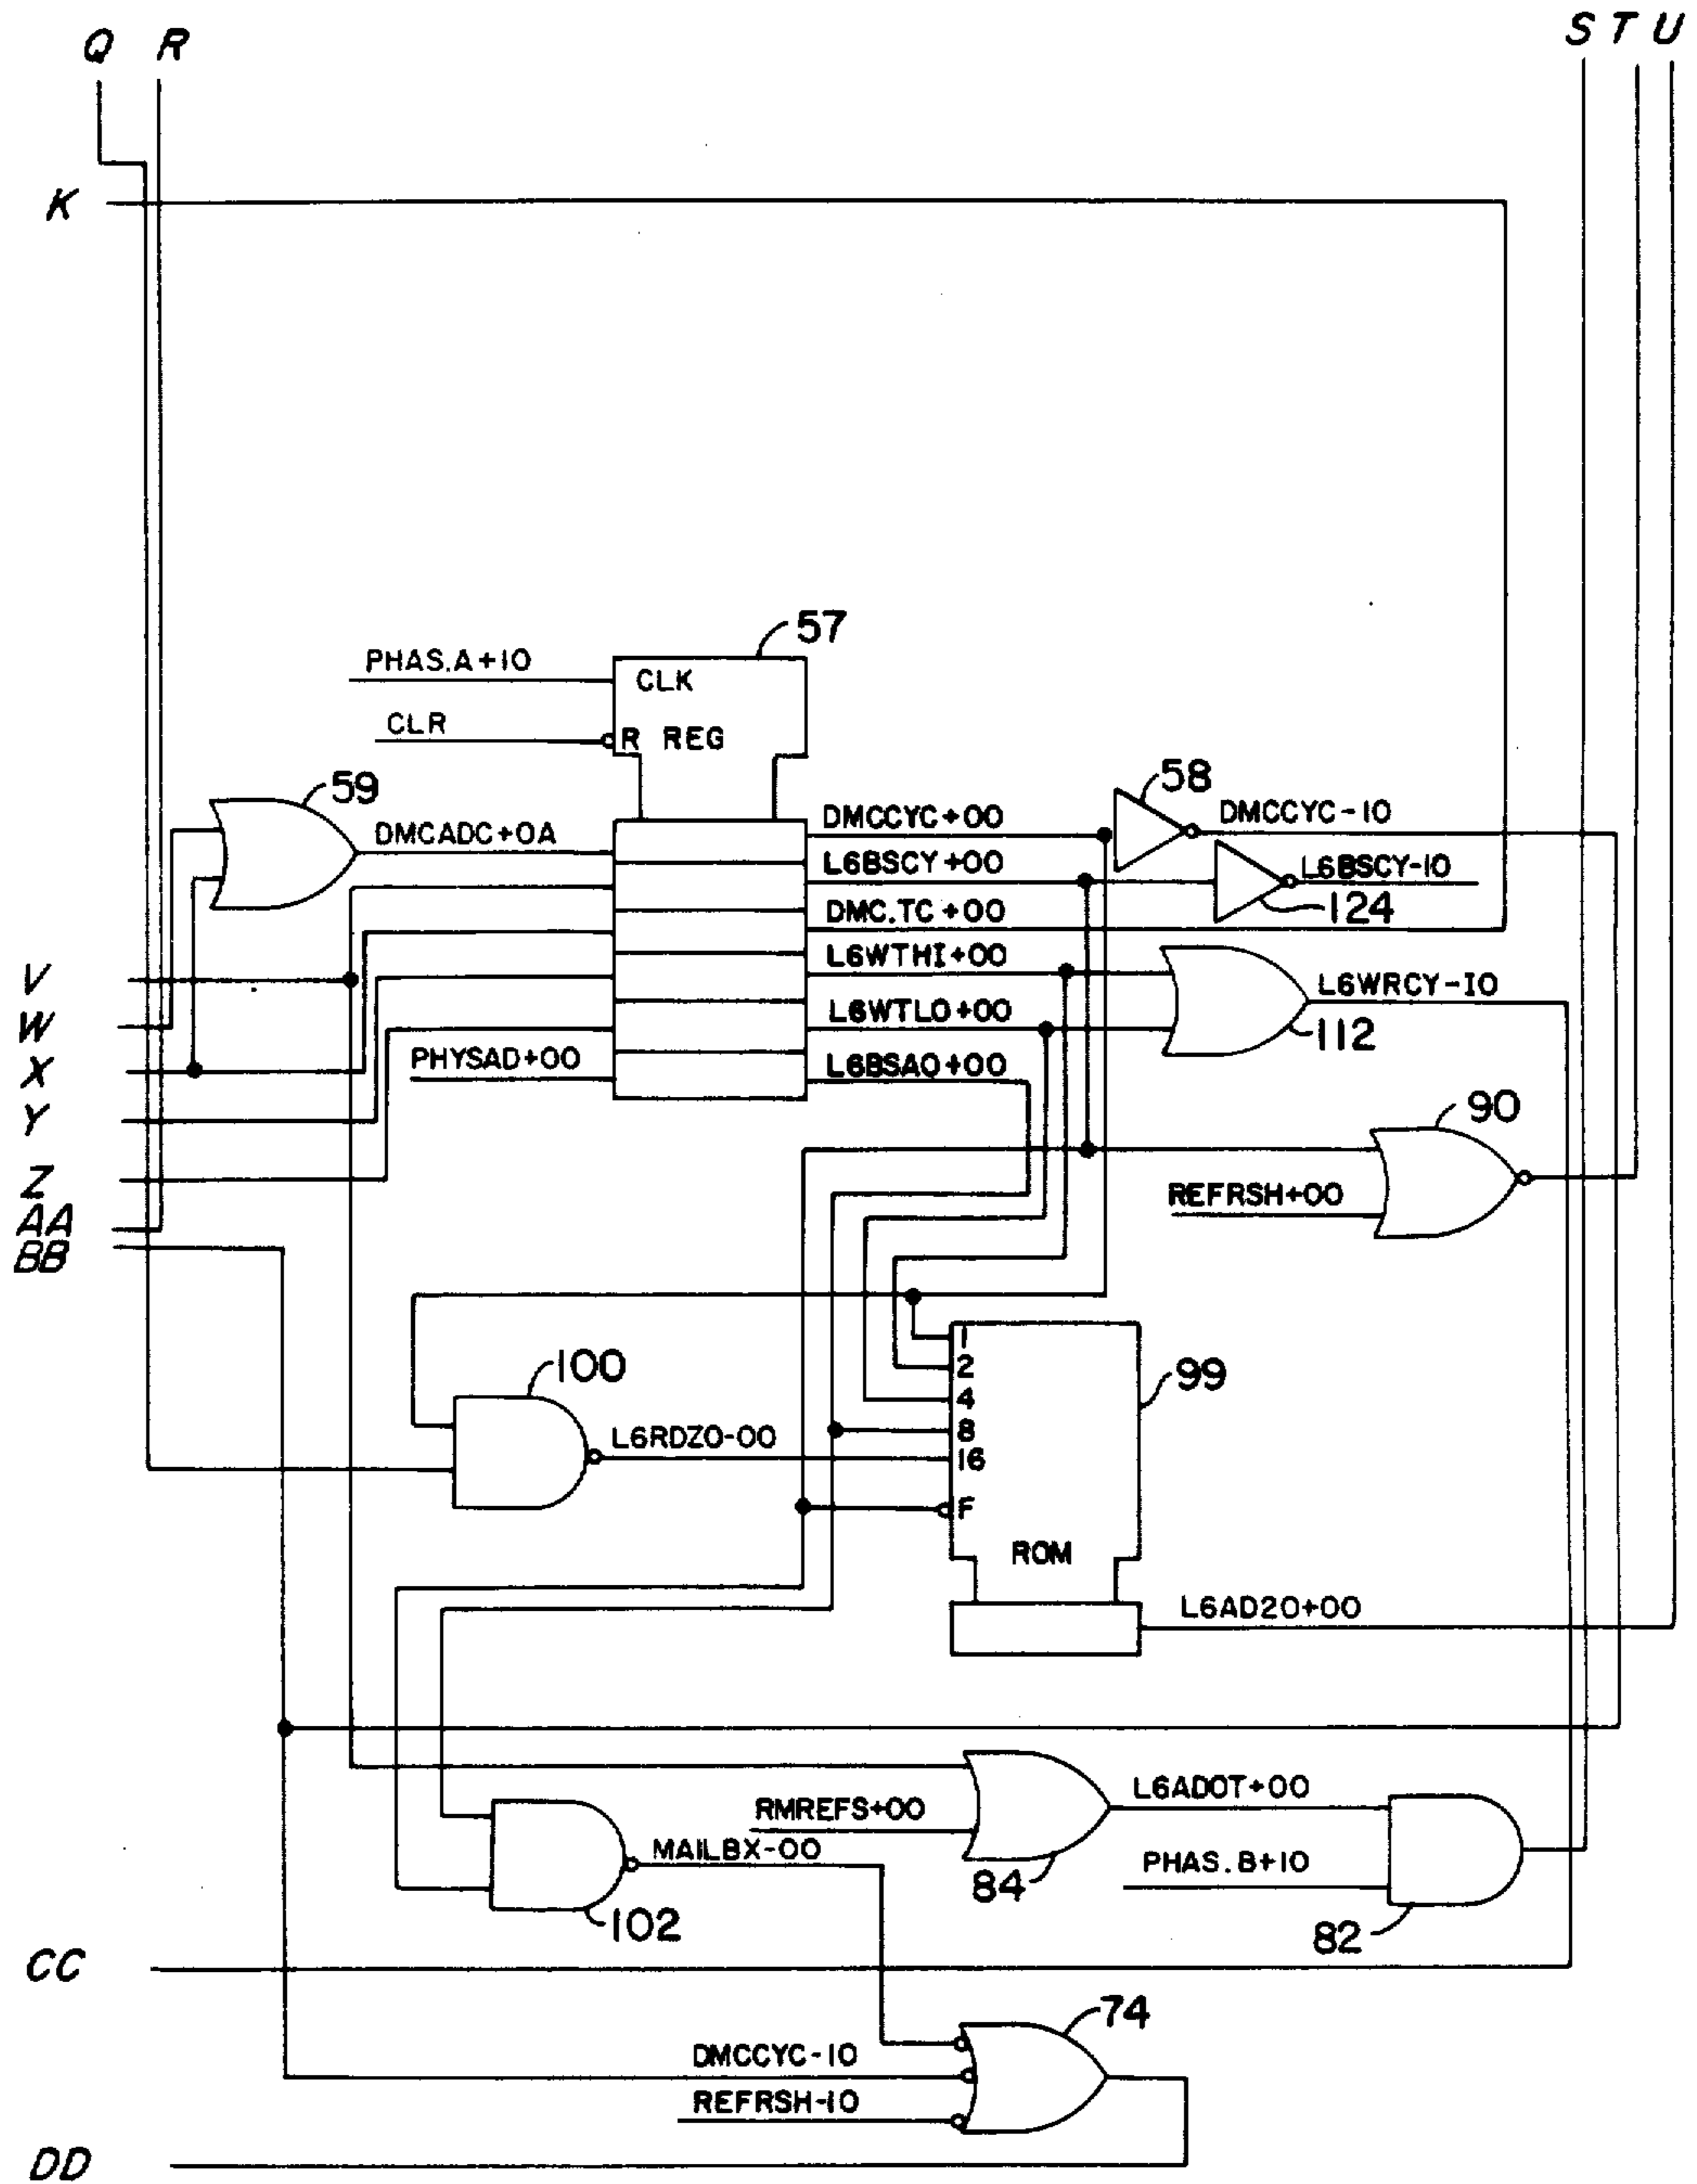 Q R S T U
K
57
PHAS.A+10
CLK
CLR
R REG
59
58
DMCADC+0A
DMCCYC+00
DMCCYC-10
L6BSCY+00
L6BSCY-10
124
DMC.TC+00
V
L6WTHI+00
L6WRCY-10
W
L6WTLO+00
112
X
PHYSAD+00
L6BSA0+00
Y
90
Z
REFRSH+00
AA
BB
1
2
100
99
4
L6RDZ0-00
8
16
F
ROM
L6AD20+00
L6ADOT+00
RMREFS+00
MAILBX-00
PHAS.B+10
84
102
82
CC
74
DMCCYC-10
REFRSH-10
DD